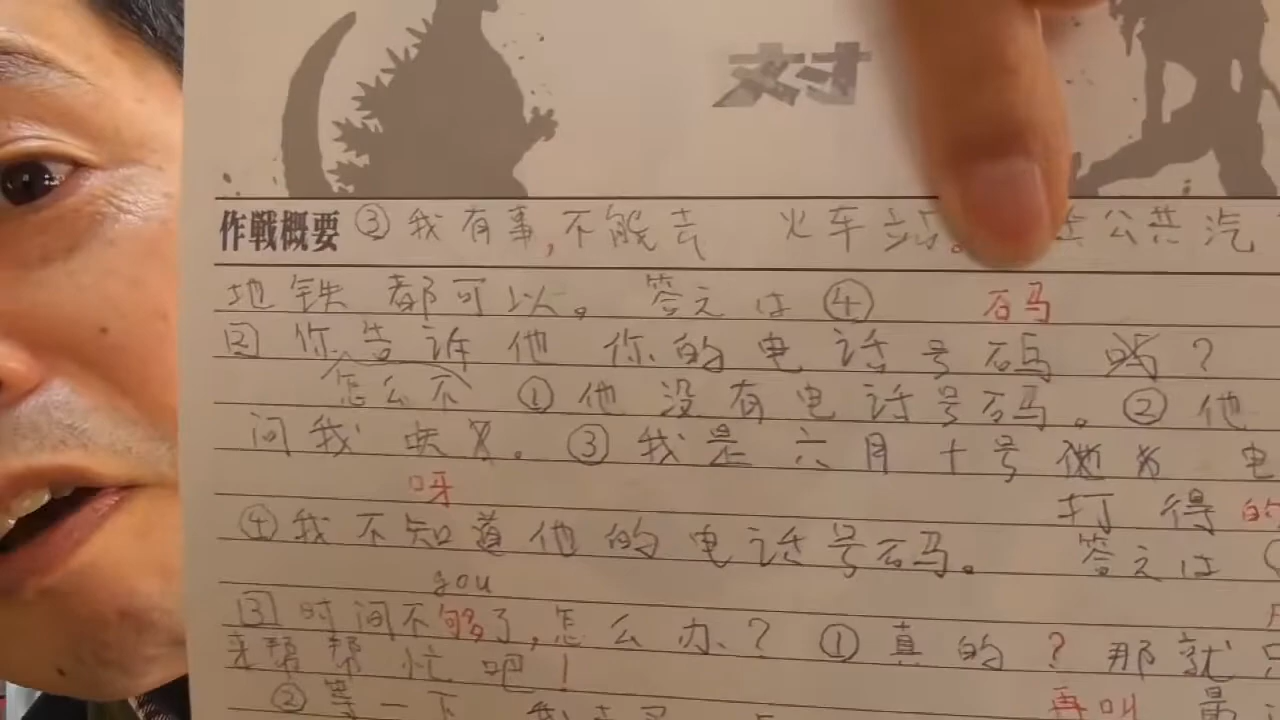 対
作戦概要 ③ 我有事,不能去 火车站。 公共汽
地铁 都可以。 答えは ④ 码
② 你告诉他 你的电话号码 吗?
怎么不 ① 他没有电话号码。② 他
问我 。③ 我是六月十号 电
呀 打得的
④ 我不知道他的电话号码。 答えは
gou
③ 时间不够了,怎么办? ① 真的? 那就
来帮帮忙吧!
② 等一下 再叫